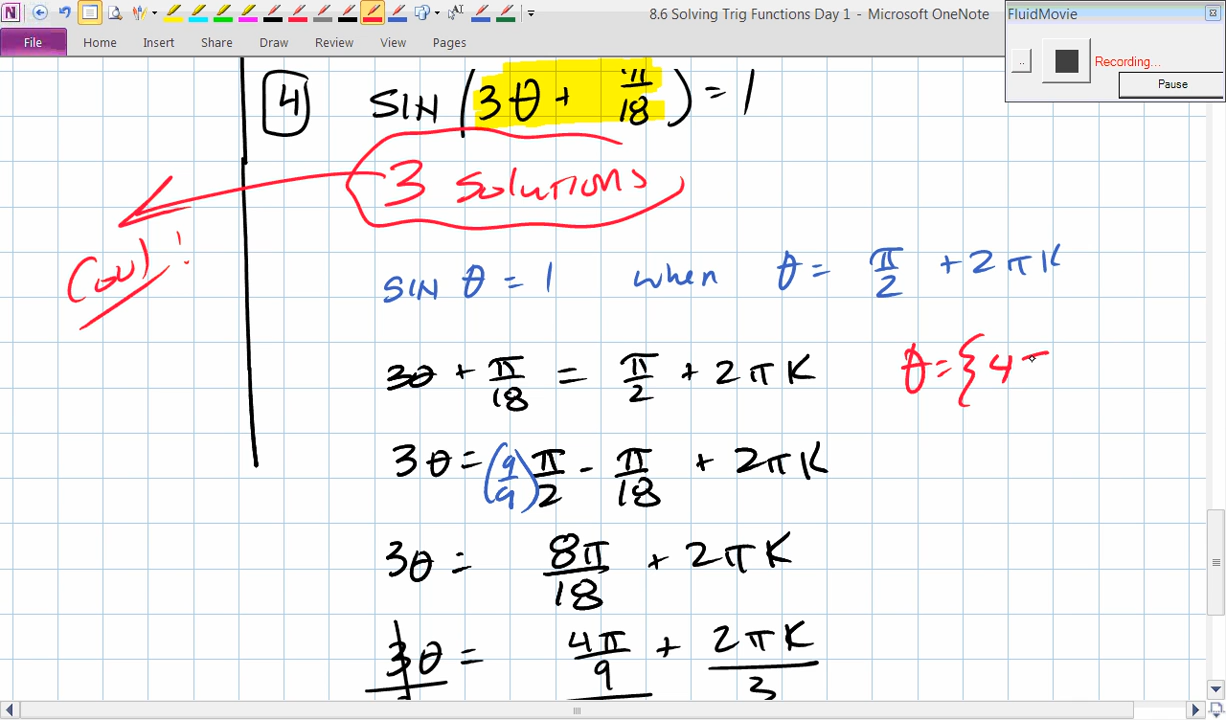 8.6 Solving Trig Functions Day 1 - Microsoft OneNote
FluidMovie
File Home Insert Share Draw Review View Pages
.. Recording...
Pause
4 SIN (3θ + π/18) = 1
3 Solutions
SIN θ = 1 when θ = π/2 + 2πK
3θ + π/18 = π/2 + 2πK
θ = { 4
3θ = (9/9) π/2 - π/18 + 2πK
3θ = 8π/18 + 2πK
3θ = 4π/9 + 2πK/3